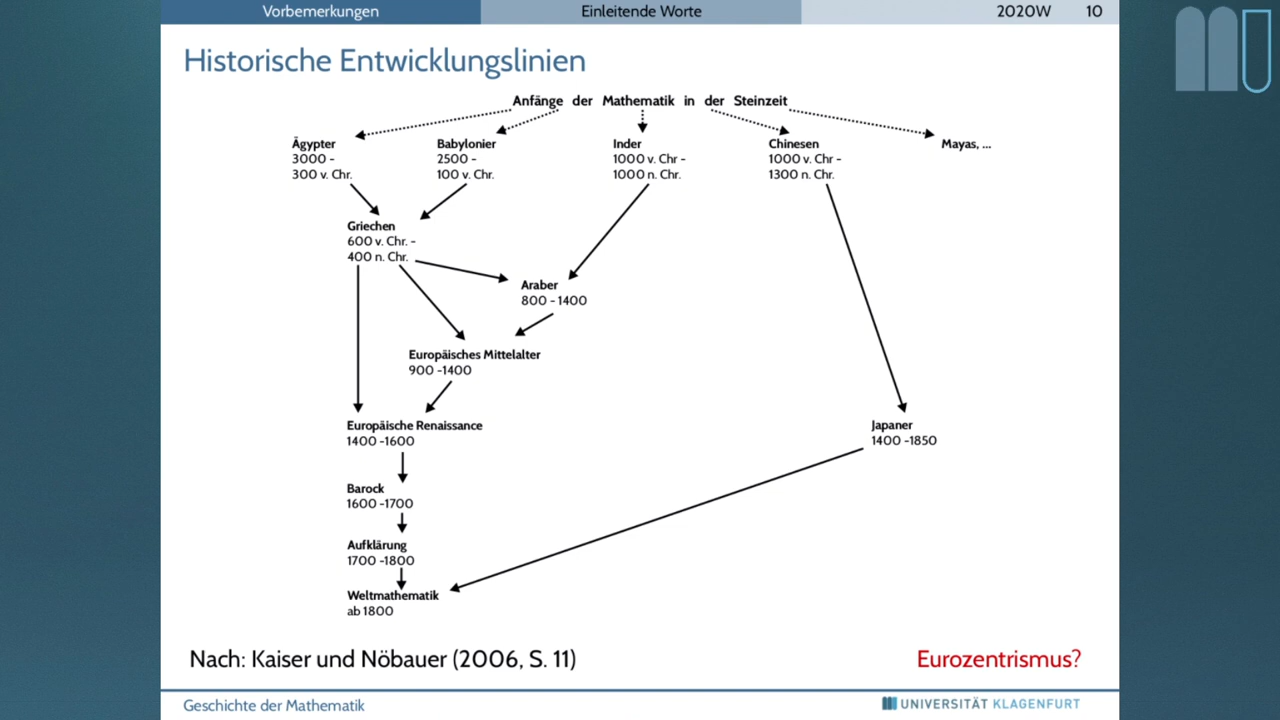 Vorbemerkungen
Einleitende Worte
2020W 10
Historische Entwicklungslinien
Anfänge der Mathematik in der Steinzeit
Ägypter
3000 -
300 v. Chr.
Babylonier
2500 -
100 v. Chr.
Inder
1000 v. Chr -
1000 n. Chr.
Chinesen
1000 v. Chr -
1300 n. Chr.
Mayas, ...
Griechen
600 v. Chr. -
400 n. Chr.
Araber
800 - 1400
Europäisches Mittelalter
900 -1400
Europäische Renaissance
1400 -1600
Japaner
1400 -1850
Barock
1600 -1700
Aufklärung
1700 -1800
Weltmathematik
ab 1800
Nach: Kaiser und Nöbauer (2006, S. 11)
Eurozentrismus?
Geschichte der Mathematik
UNIVERSITÄT KLAGENFURT